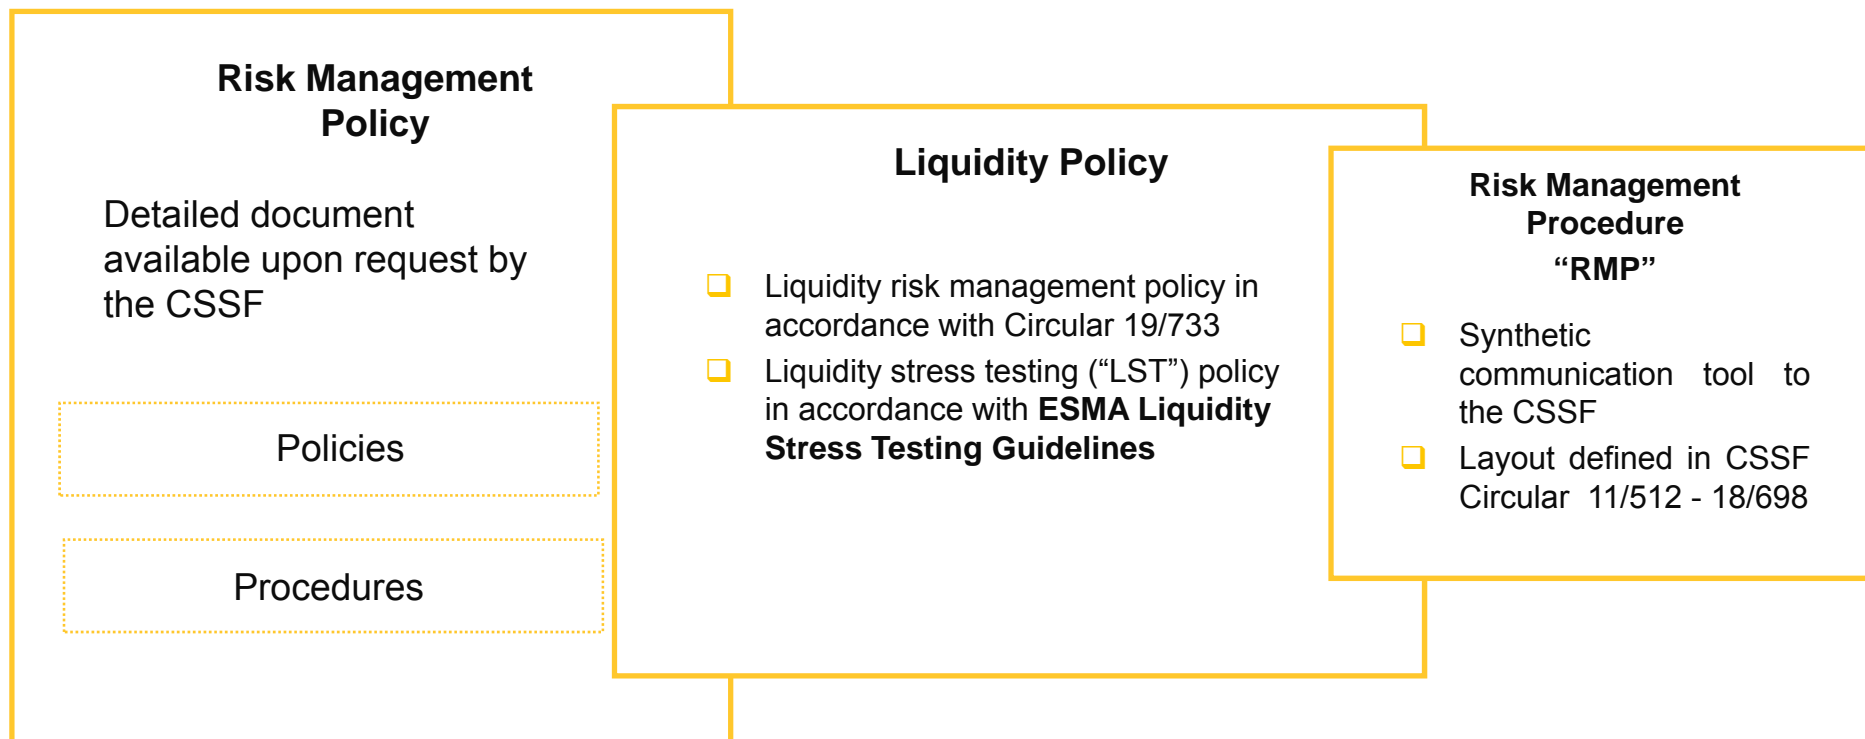 Risk Management
Policy
Detailed document
available upon request by
the CSSF
Policies
Procedures
Liquidity Policy
❑ Liquidity risk management policy in
accordance with Circular 19/733
❑ Liquidity stress testing (“LST”) policy
in accordance with ESMA Liquidity
Stress Testing Guidelines
Risk Management
Procedure
“RMP”
❑ Synthetic
communication tool to
the CSSF
❑ Layout defined in CSSF
Circular 11/512 - 18/698